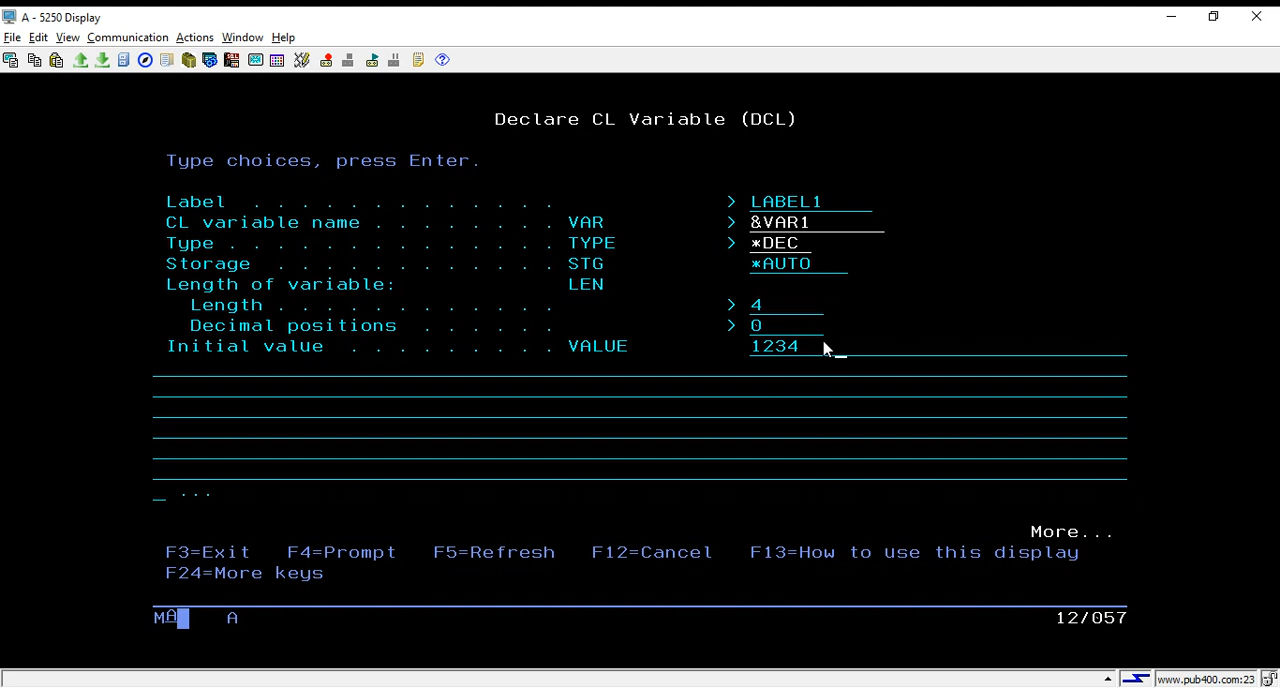 A - 5250 Display
File Edit View Communication Actions Window Help
Declare CL Variable (DCL)
Type choices, press Enter.
Label . . . . . . . . . . . . . > LABEL1
CL variable name . . . . . . . . VAR > &VAR1
Type . . . . . . . . . . . . . . TYPE > *DEC
Storage . . . . . . . . . . . . STG *AUTO
Length of variable: LEN
Length . . . . . . . . . . . . > 4
Decimal positions . . . . . . > 0
Initial value . . . . . . . . . VALUE 1234_
_ ...
More...
F3=Exit F4=Prompt F5=Refresh F12=Cancel F13=How to use this display
F24=More keys
MA A 12/057
www.pub400.com:23